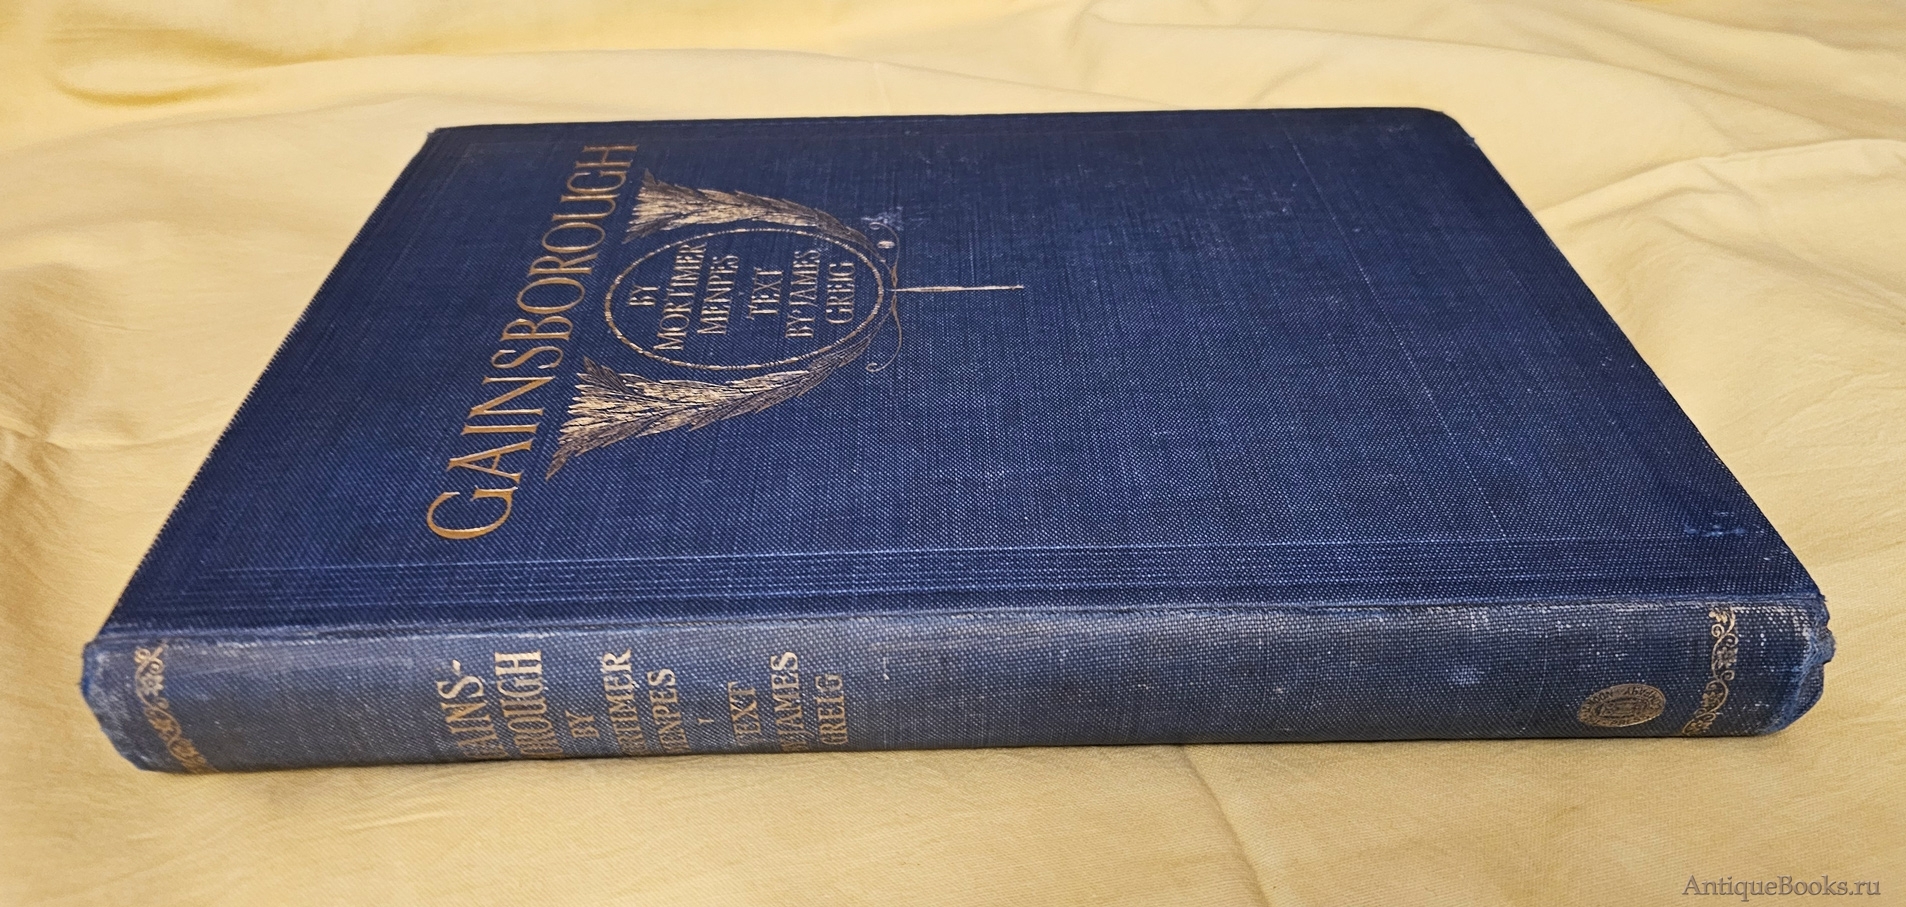 GAINSBOROUGH
BY
MORTIMER
MENPES
TEXT
BY JAMES
GREIG
GAINS-
BOROUGH
BY
MORTIMER
MENPES
TEXT
BY JAMES
GREIG
AntiqueBooks.ru